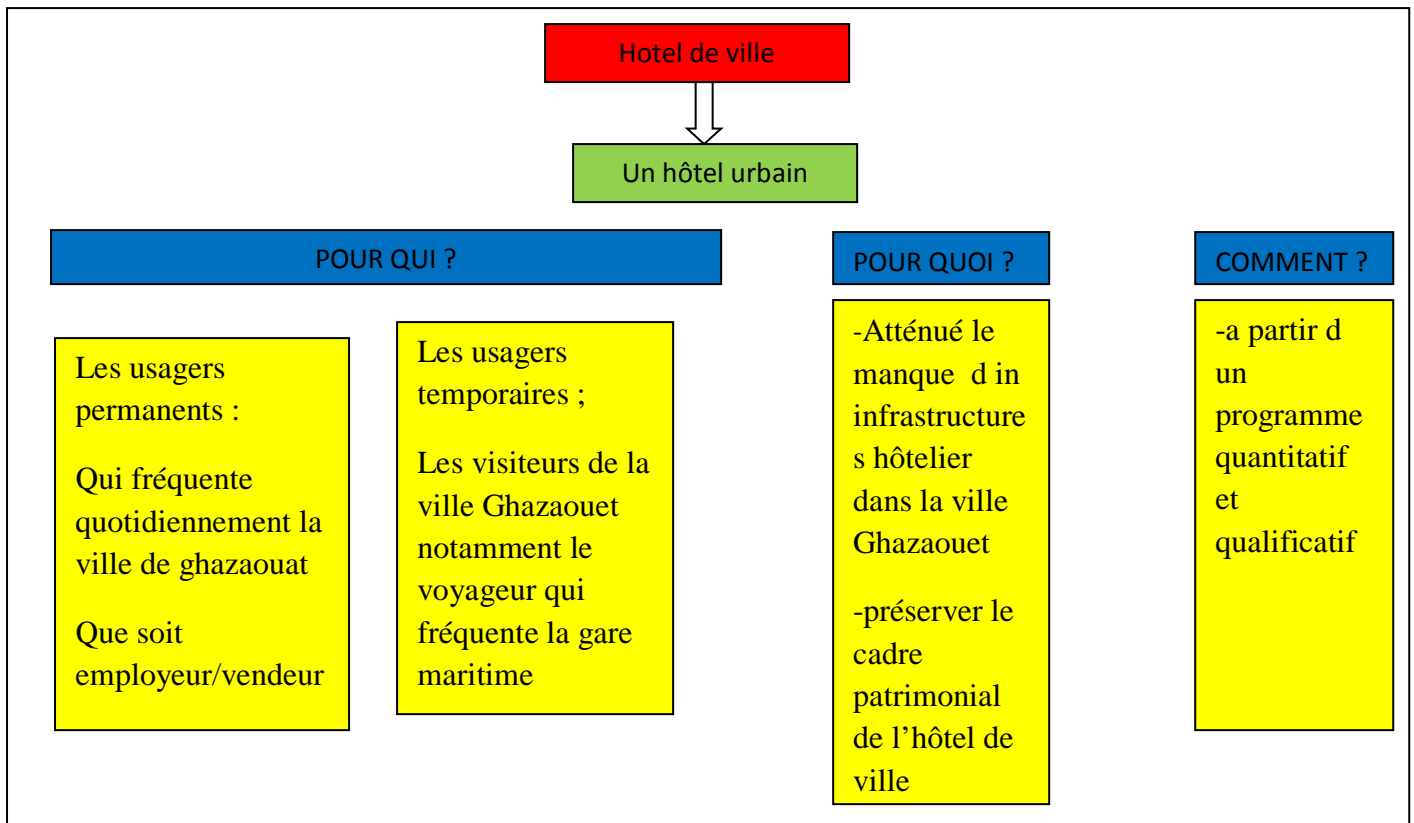 Hotel de ville
Un hôtel urbain
POUR QUI ?
Les usagers
permanents :
Qui fréquente
quotidiennement la
ville de ghazaouat
Que soit
employeur/vendeur
Les usagers
temporaires ;
Les visiteurs de la
ville Ghazaouet
notamment le
voyageur qui
fréquente la gare
maritime
POUR QUOI ?
-Atténué le
manque d in
infrastructure
s hôtelier
dans la ville
Ghazaouet
-préserver le
cadre
patrimonial
de l’hôtel de
ville
COMMENT ?
-a partir d
un
programme
quantitatif
et
qualificatif